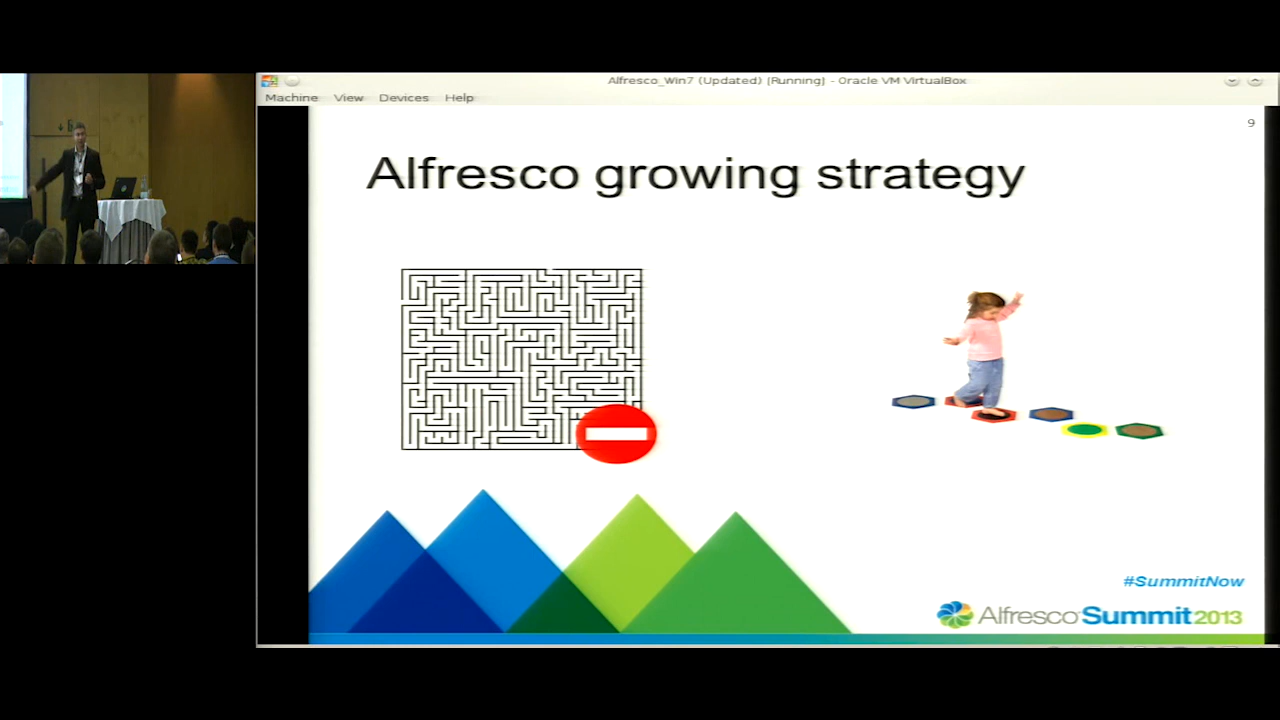 Alfresco_Win7 (Updated) [Running] - Oracle VM VirtualBox
Machine View Devices Help
9
Alfresco growing strategy
#SummitNow
Alfresco Summit 2013